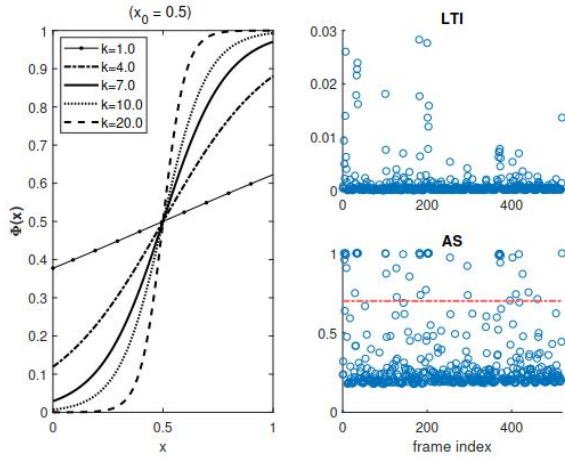 (x0 = 0.5)
1
0.9
0.8
0.7
0.6
0.5
0.4
0.3
0.2
0.1
0
Φ(x)
k=1.0
k=4.0
k=7.0
k=10.0
k=20.0
0
0.5
1
x
LTI
0.03
0.02
0.01
0
0
200
400
AS
1
0.5
0
0
200
400
frame index